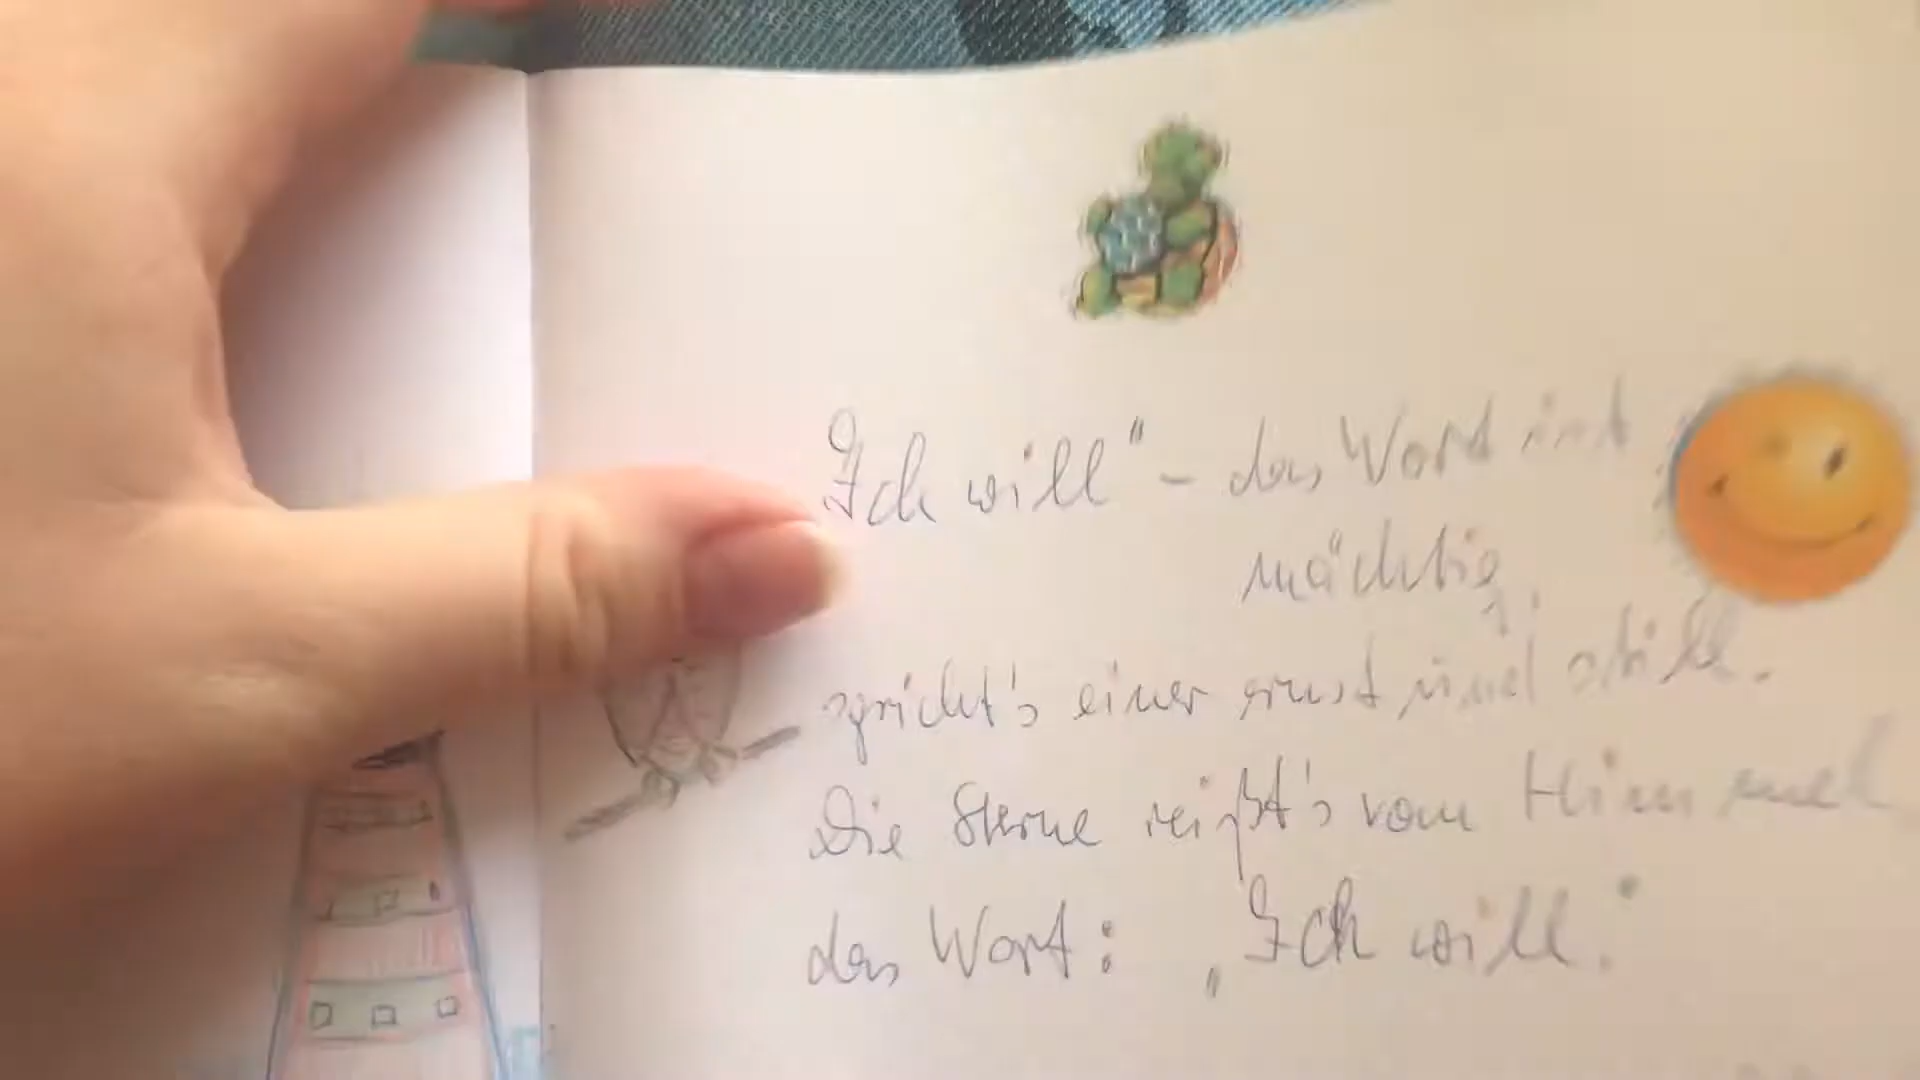 Ich will" - das Wort ist
mächtig,
spricht's einer ernst und still.
Die Sterne reißt's vom Himmel
das Wort: „Ich will."